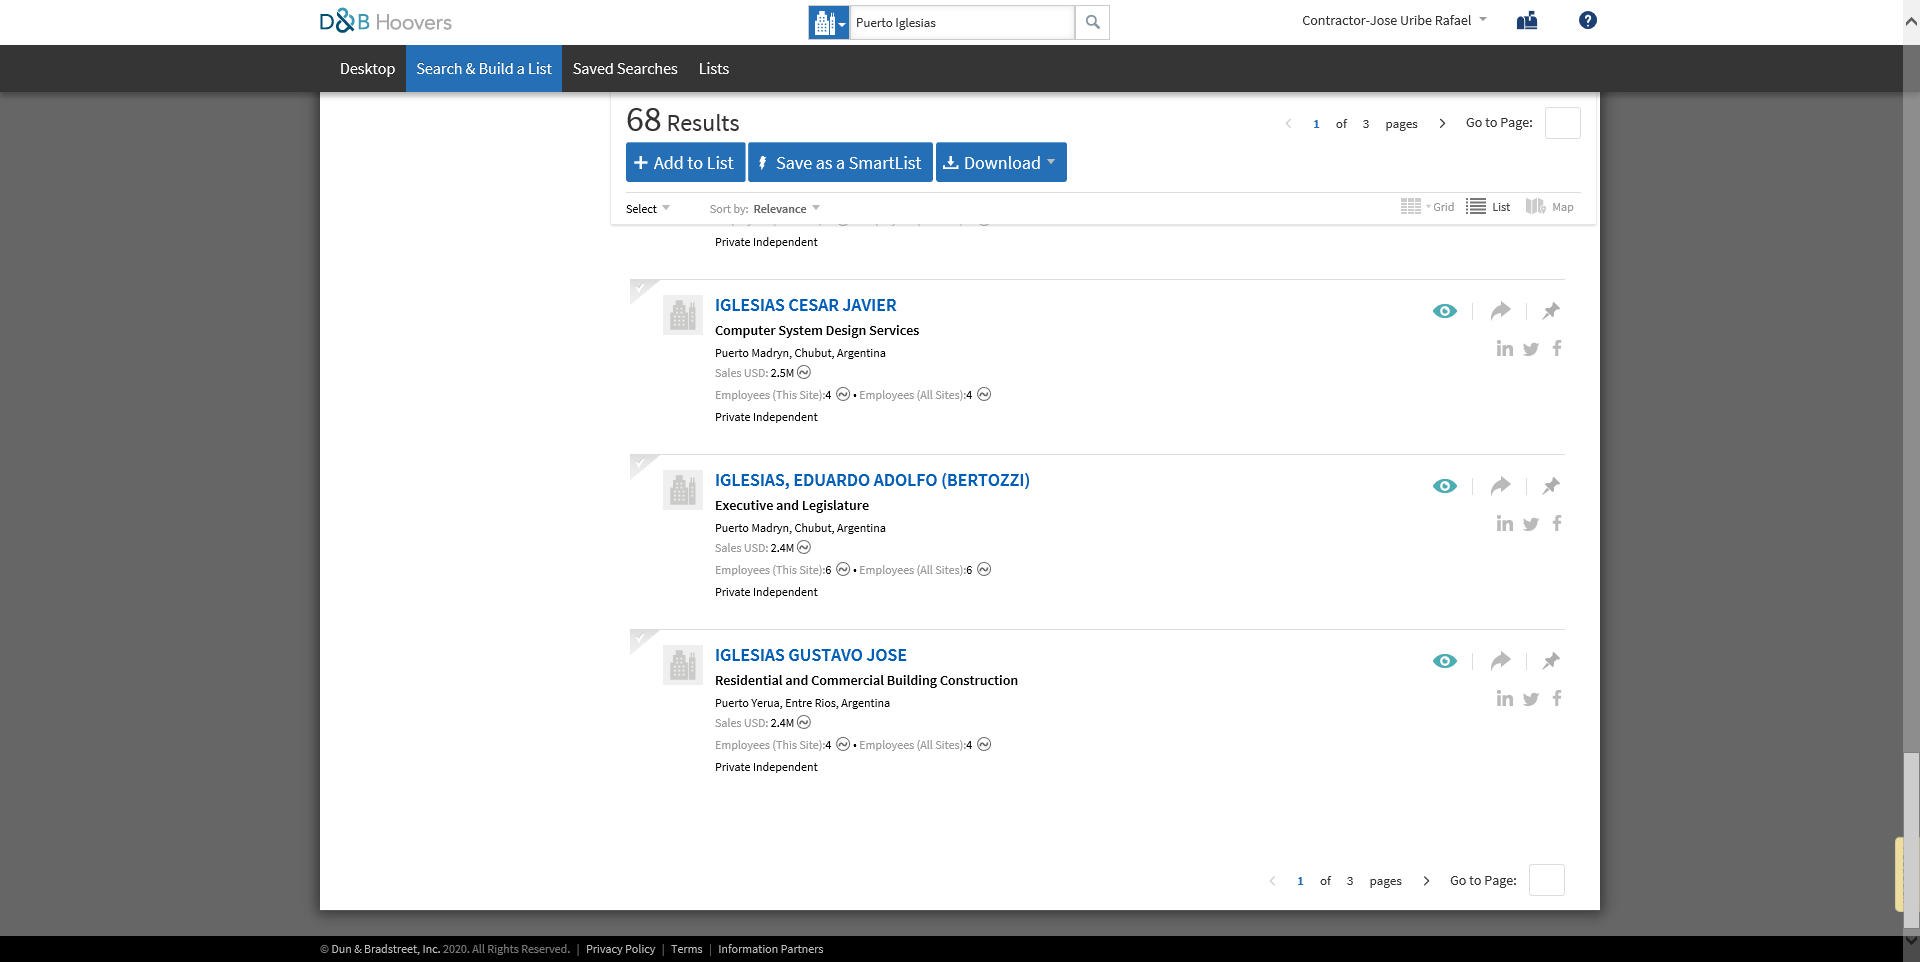 D&B Hoovers
Puerto Iglesias
Contractor-Jose Uribe Rafael
?
Desktop Search & Build a List Saved Searches Lists
68 Results
1 of 3 pages Go to Page:
Add to List Save as a SmartList Download
Select Sort by: Relevance Grid List Map
Private Independent
IGLESIAS CESAR JAVIER
Computer System Design Services
Puerto Madryn, Chubut, Argentina
Sales USD: 2.5M
Employees (This Site):4 • Employees (All Sites):4
Private Independent
IGLESIAS, EDUARDO ADOLFO (BERTOZZI)
Executive and Legislature
Puerto Madryn, Chubut, Argentina
Sales USD: 2.4M
Employees (This Site):6 • Employees (All Sites):6
Private Independent
IGLESIAS GUSTAVO JOSE
Residential and Commercial Building Construction
Puerto Yerua, Entre Rios, Argentina
Sales USD: 2.4M
Employees (This Site):4 • Employees (All Sites):4
Private Independent
1 of 3 pages Go to Page:
© Dun & Bradstreet, Inc. 2020. All Rights Reserved. | Privacy Policy | Terms | Information Partners